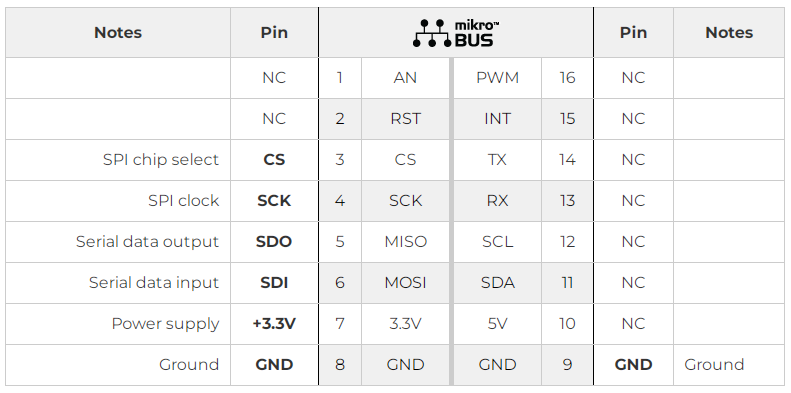 Notes Pin mikro™ BUS Pin Notes
NC 1 AN PWM 16 NC
NC 2 RST INT 15 NC
SPI chip select CS 3 CS TX 14 NC
SPI clock SCK 4 SCK RX 13 NC
Serial data output SDO 5 MISO SCL 12 NC
Serial data input SDI 6 MOSI SDA 11 NC
Power supply +3.3V 7 3.3V 5V 10 NC
Ground GND 8 GND GND 9 GND Ground